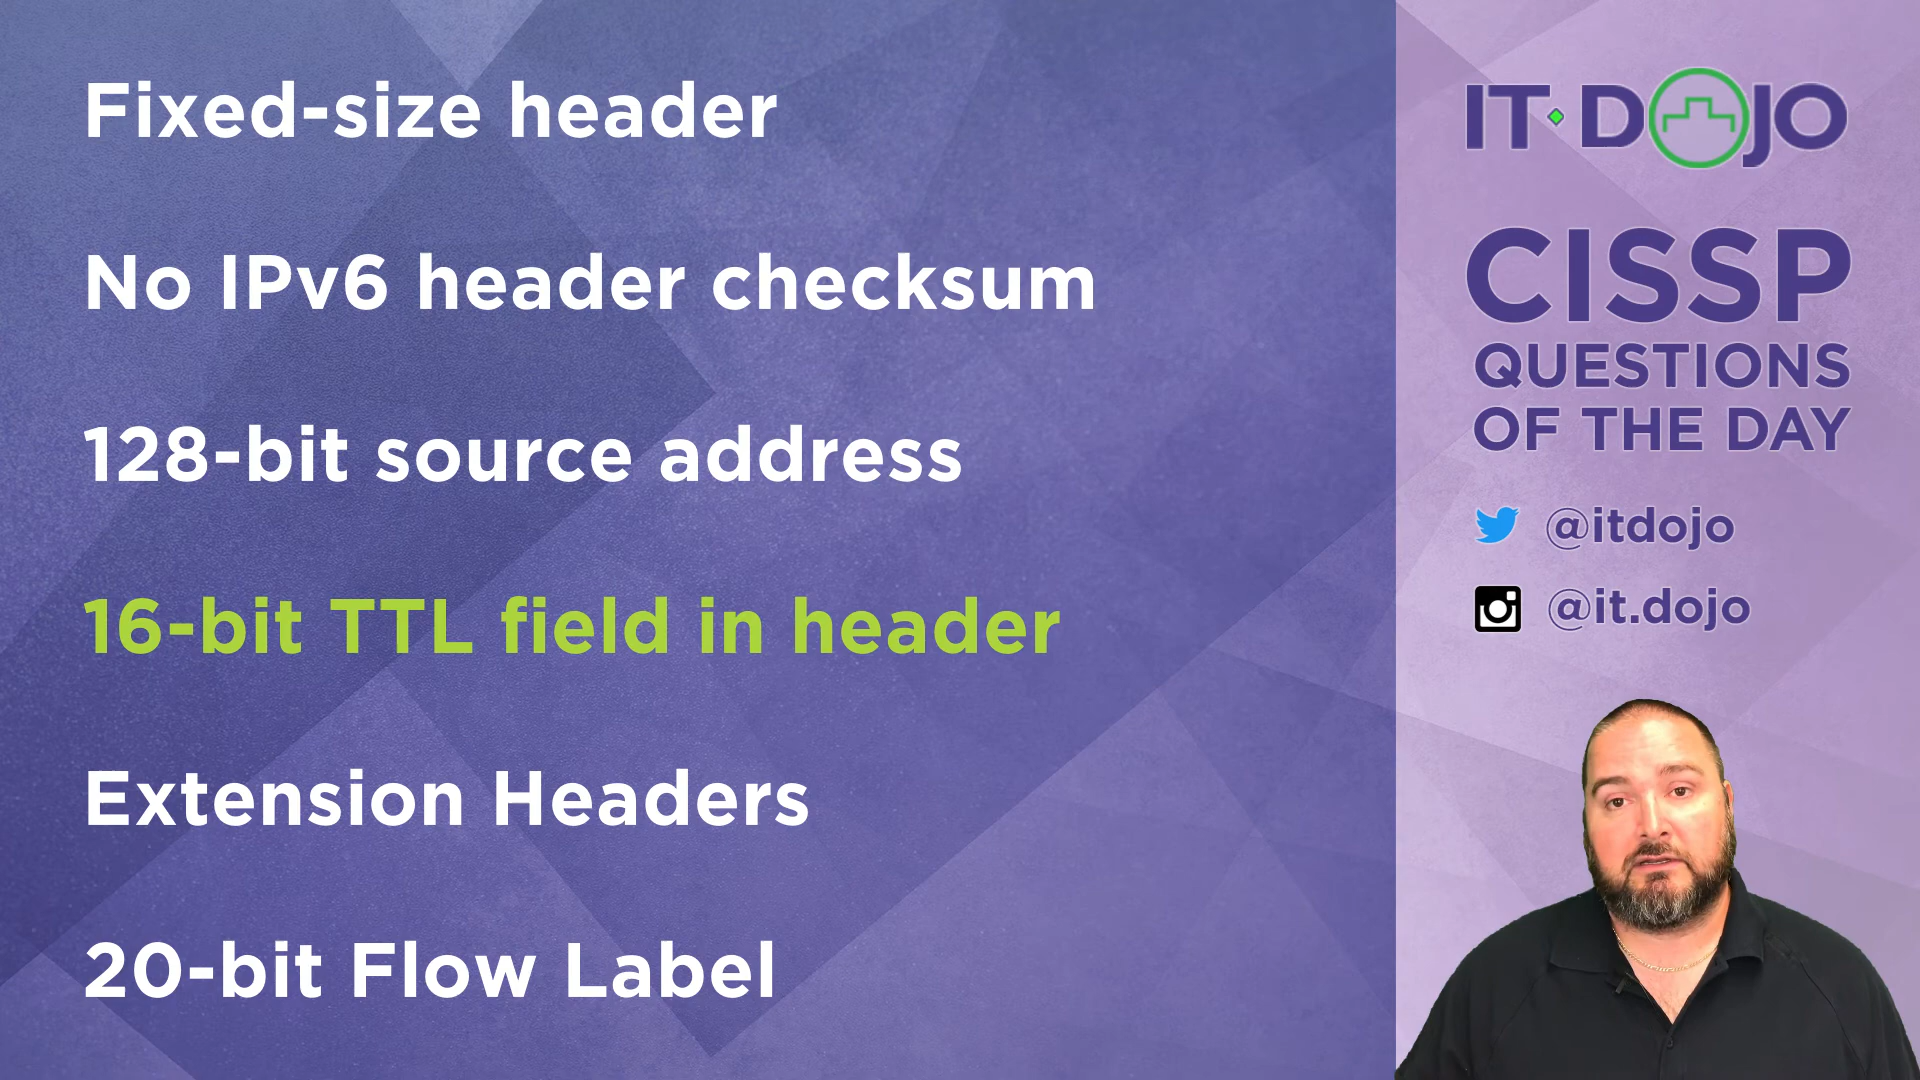 Fixed-size header
No IPv6 header checksum
128-bit source address
16-bit TTL field in header
Extension Headers
20-bit Flow Label
IT DOJO
CISSP
QUESTIONS
OF THE DAY
@itdojo
@it.dojo